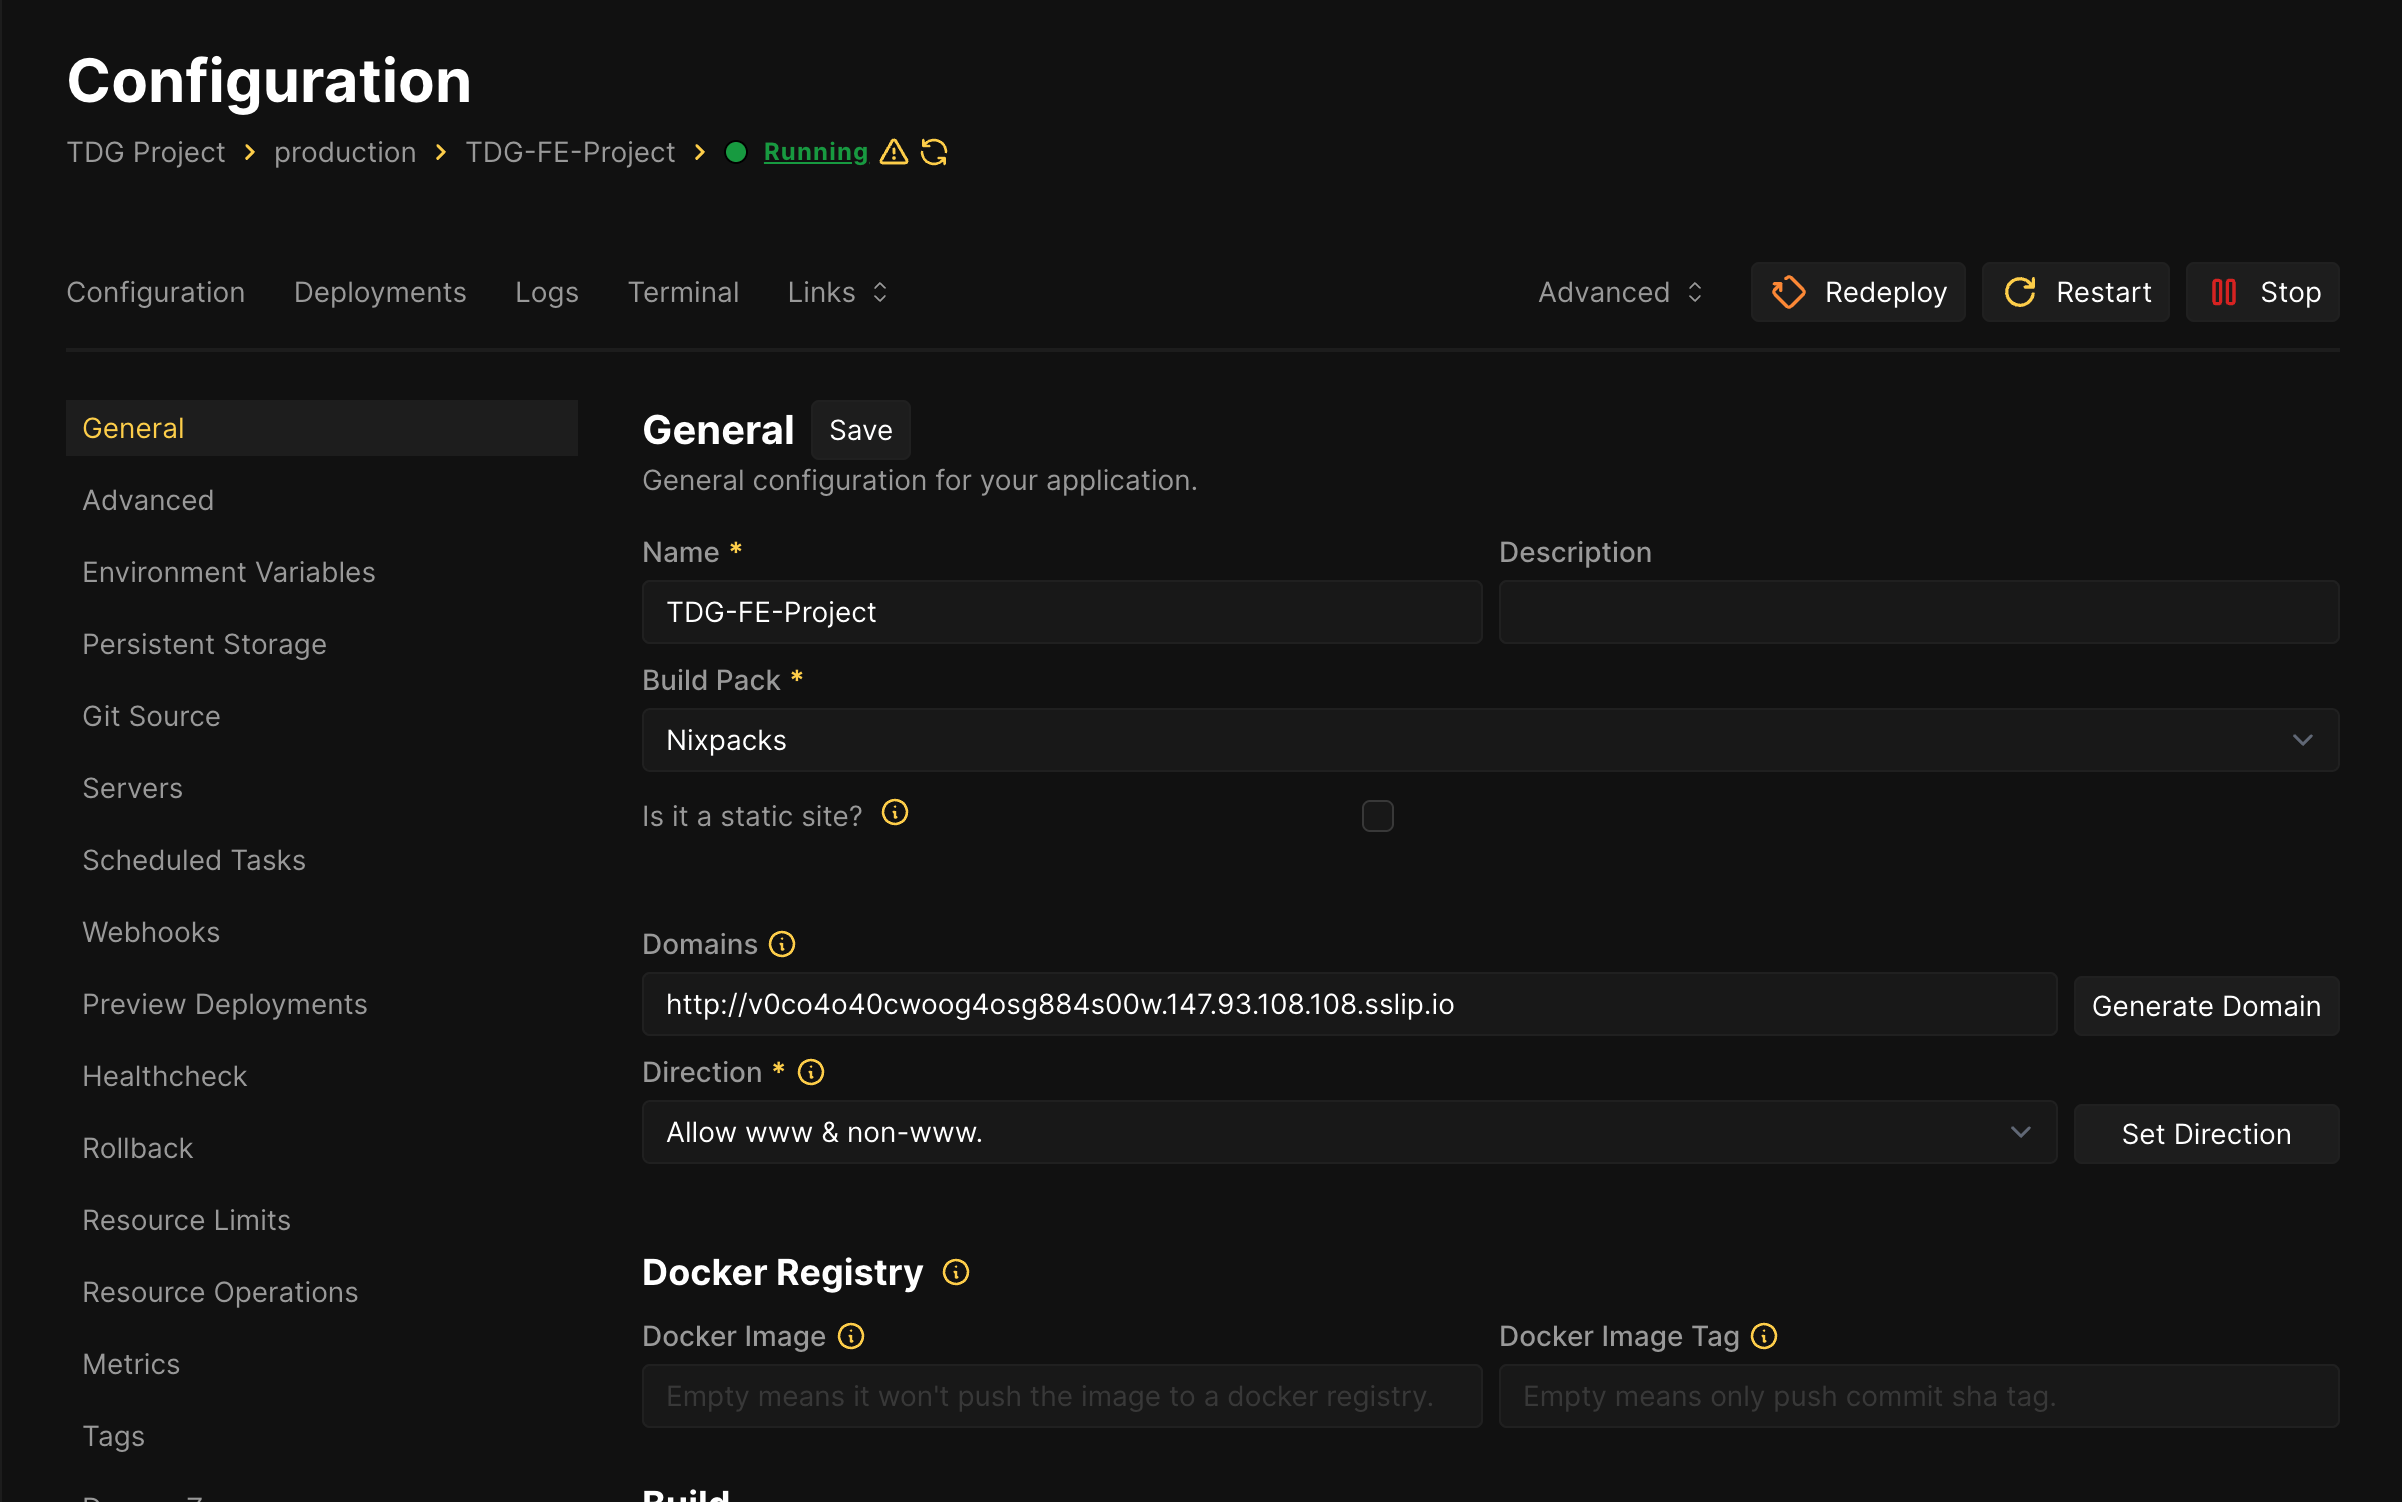 Configuration
TDG Project > production > TDG-FE-Project > Running
Configuration Deployments Logs Terminal Links Advanced Redeploy Restart Stop
General
Advanced
Environment Variables
Persistent Storage
Git Source
Servers
Scheduled Tasks
Webhooks
Preview Deployments
Healthcheck
Rollback
Resource Limits
Resource Operations
Metrics
Tags
General Save
General configuration for your application.
Name * Description
TDG-FE-Project
Build Pack *
Nixpacks
Is it a static site?
Domains
http://v0co4o40cwoog4osg884s00w.147.93.108.108.sslip.io Generate Domain
Direction *
Allow www & non-www. Set Direction
Docker Registry
Docker Image Docker Image Tag
Empty means it won't push the image to a docker registry. Empty means only push commit sha tag.
Build